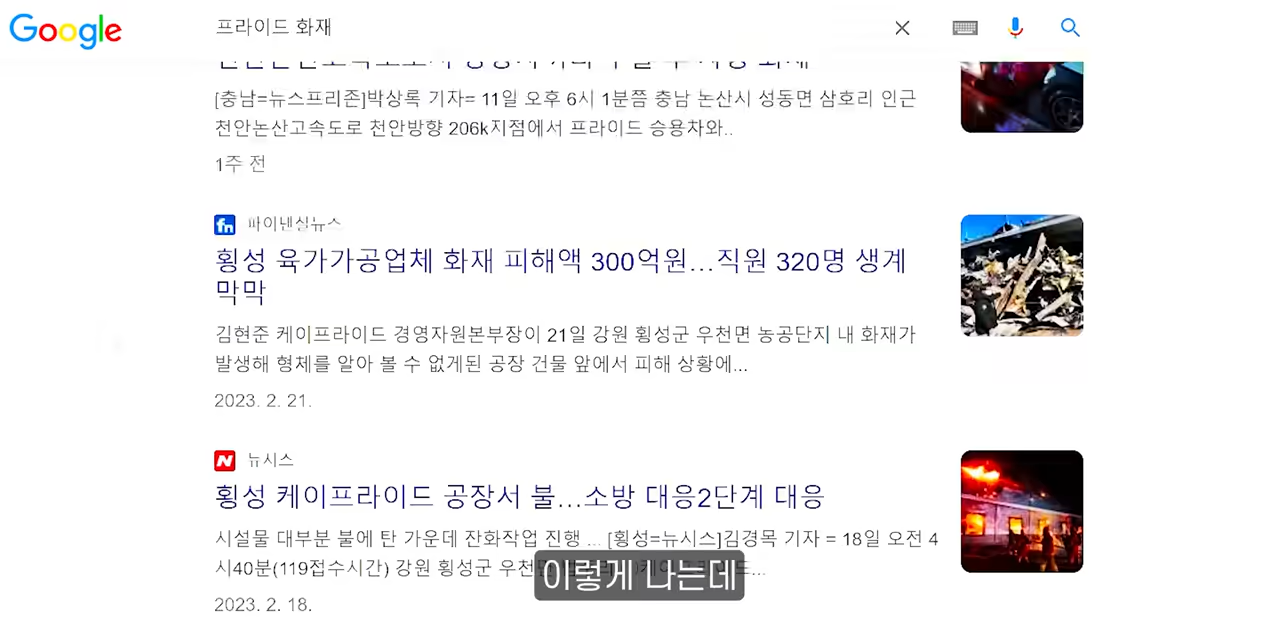 Google
프라이드 화재
[충남=뉴스프리존]박상록 기자= 11일 오후 6시 1분쯤 충남 논산시 성동면 삼호리 인근
천안논산고속도로 천안방향 206k지점에서 프라이드 승용차와..
1주 전
fn 파이낸셜뉴스
횡성 육가가공업체 화재 피해액 300억원...직원 320명 생계
막막
김현준 케이프라이드 경영자원본부장이 21일 강원 횡성군 우천면 농공단지 내 화재가
발생해 형체를 알아 볼 수 없게된 공장 건물 앞에서 피해 상황에...
2023. 2. 21.
N 뉴시스
횡성 케이프라이드 공장서 불...소방 대응2단계 대응
시설물 대부분 불에 탄 가운데 잔화작업 진행 ... [횡성=뉴시스]김경목 기자 = 18일 오전 4
시40분(119접수시간) 강원 횡성군 우천면
이렇게 나는데
2023. 2. 18.